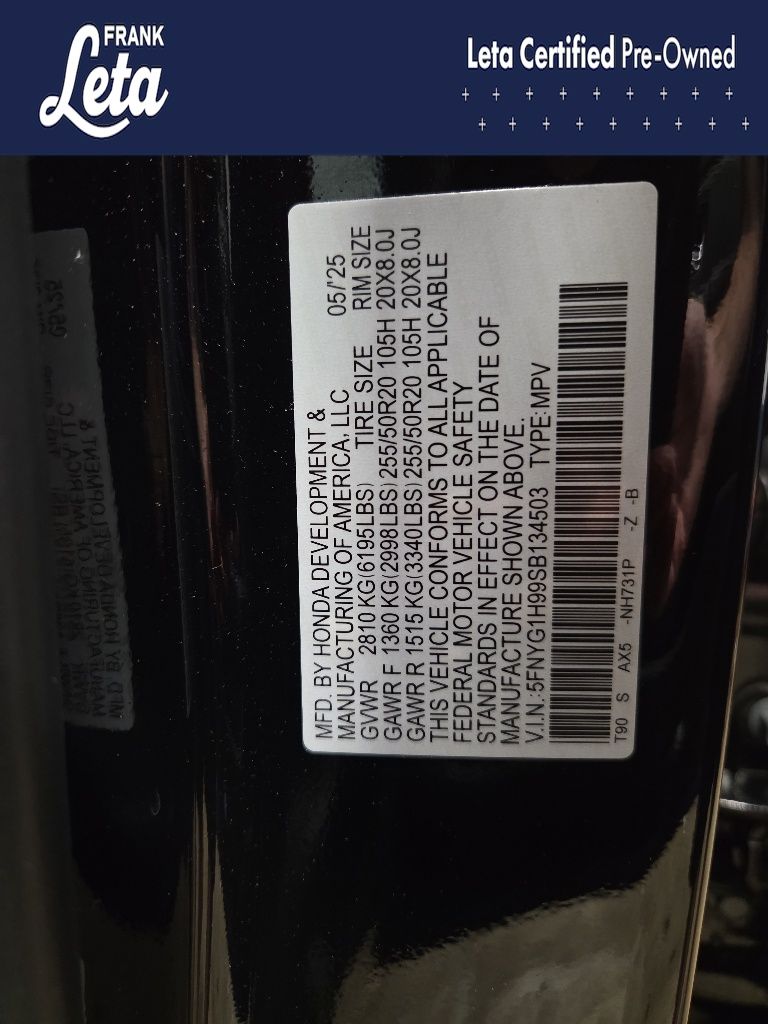 FRANK
Leta
Leta Certified Pre-Owned
MFD. BY HONDA DEVELOPMENT &
MANUFACTURING OF AMERICA, LLC 05/'25
GVWR 2810 KG(6195LBS) TIRE SIZE RIM SIZE
GAWR F 1360 KG(2998LBS) 255/50R20 105H 20X8.0J
GAWR R 1515 KG(3340LBS) 255/50R20 105H 20X8.0J
THIS VEHICLE CONFORMS TO ALL APPLICABLE
FEDERAL MOTOR VEHICLE SAFETY
STANDARDS IN EFFECT ON THE DATE OF
MANUFACTURE SHOWN ABOVE.
V.I.N.:5FNYG1H99SB134503 TYPE: MPV
T90 S AX5 -NH731P -Z -B